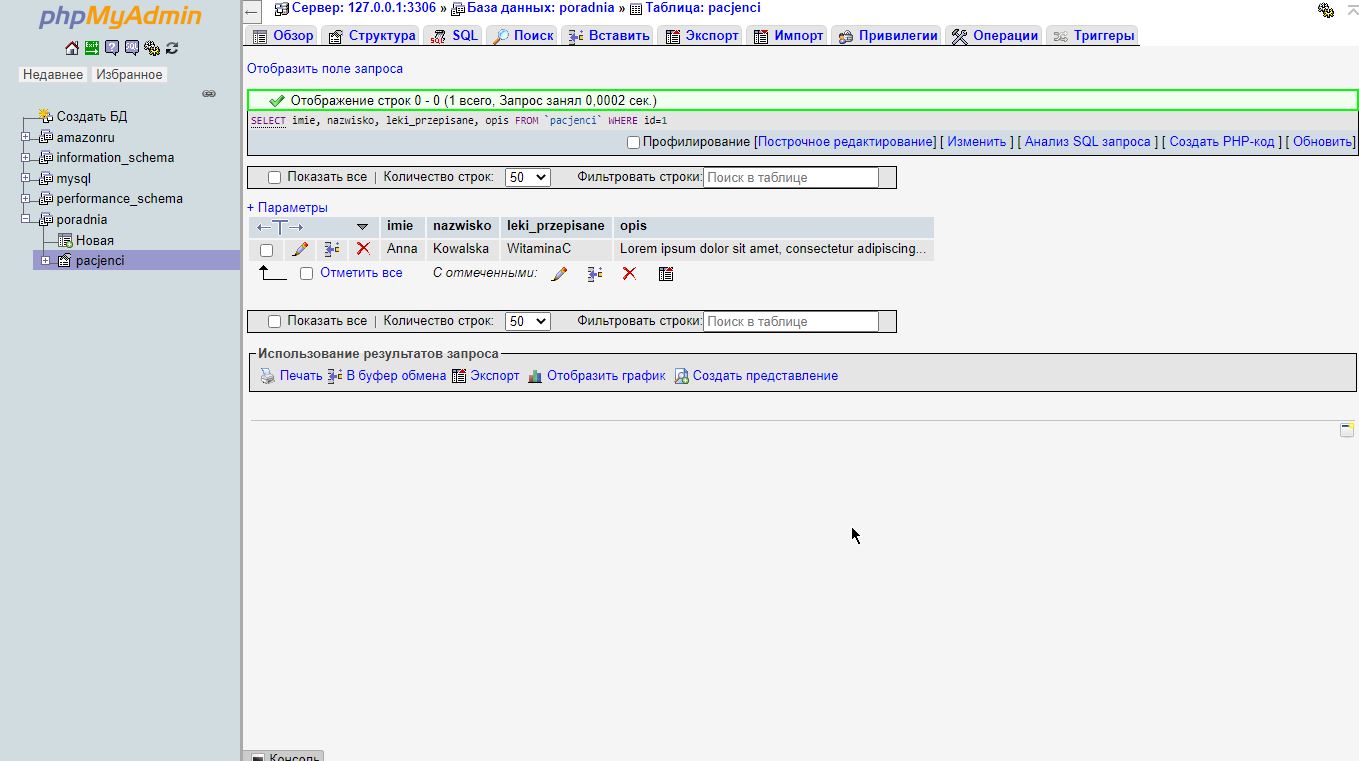 phpMyAdmin
Недавнее Избранное
Создать БД
amazonru
information_schema
mysql
performance_schema
poradnia
Новая
pacjenci
Сервер: 127.0.0.1:3306 » База данных: poradnia » Таблица: pacjenci
Обзор Структура SQL Поиск Вставить Экспорт Импорт Привилегии Операции Триггеры
Отобразить поле запроса
Отображение строк 0 - 0 (1 всего, Запрос занял 0,0002 сек.)
SELECT imie, nazwisko, leki_przepisane, opis FROM `pacjenci` WHERE id=1
Профилирование [Построчное редактирование] [ Изменить ] [ Анализ SQL запроса ] [ Создать PHP-код ] [ Обновить]
Показать все | Количество строк: 50 Фильтровать строки: Поиск в таблице
+ Параметры
←T→ imie nazwisko leki_przepisane opis
Anna Kowalska WitaminaC Lorem ipsum dolor sit amet, consectetur adipiscing...
Отметить все С отмеченными:
Показать все | Количество строк: 50 Фильтровать строки: Поиск в таблице
Использование результатов запроса
Печать В буфер обмена Экспорт Отобразить график Создать представление
Консоль